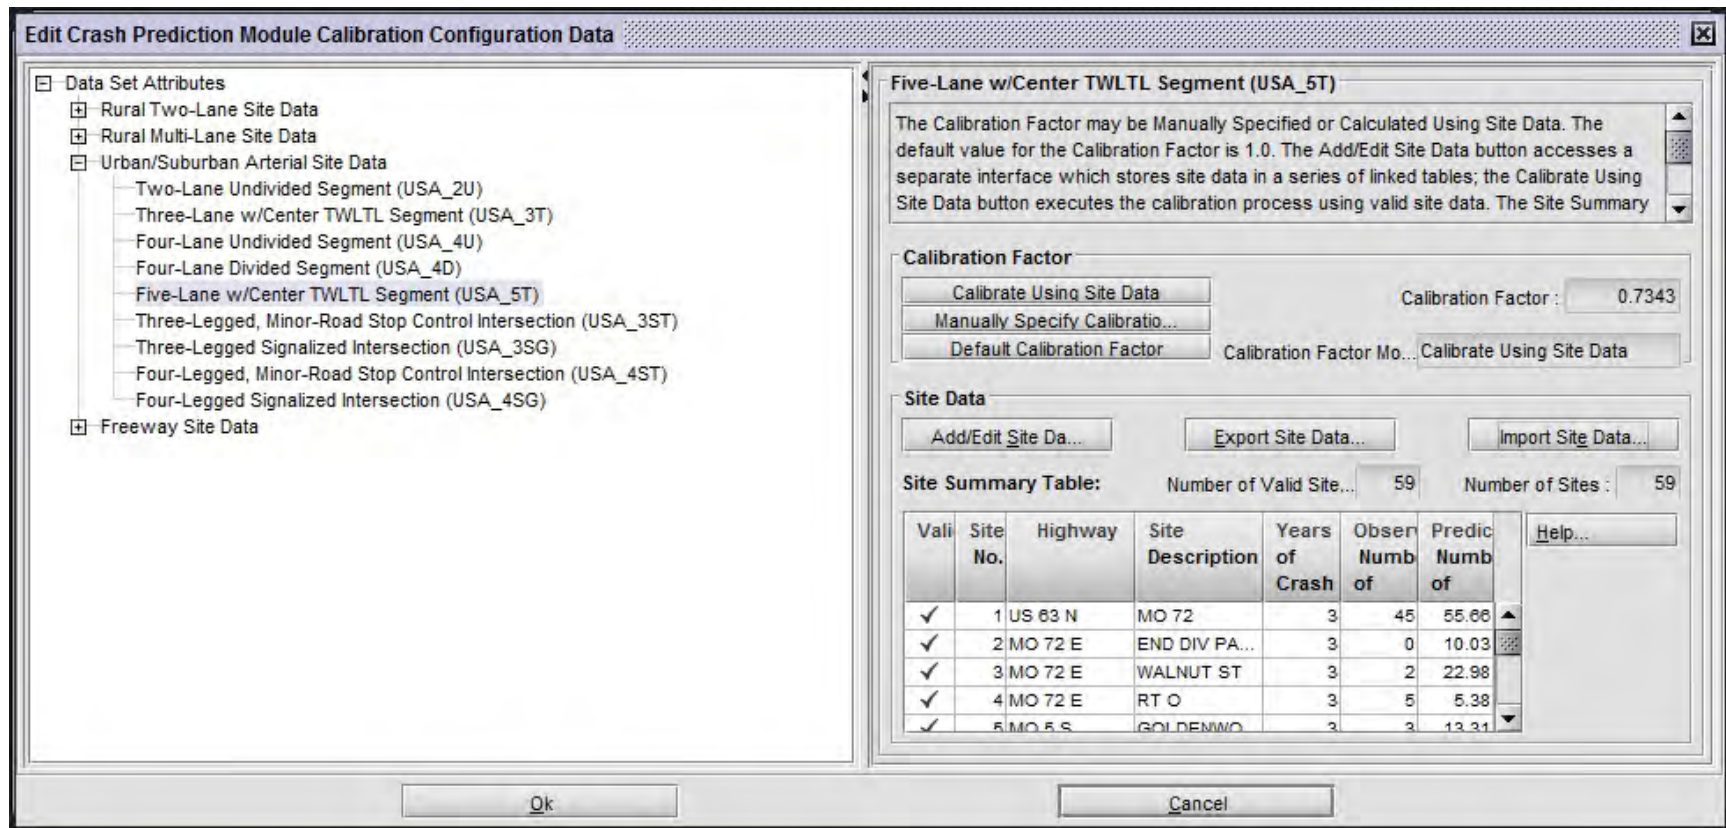 Edit Crash Prediction Module Calibration Configuration Data
Data Set Attributes
Rural Two-Lane Site Data
Rural Multi-Lane Site Data
Urban/Suburban Arterial Site Data
Two-Lane Undivided Segment (USA_2U)
Three-Lane w/Center TWLTL Segment (USA_3T)
Four-Lane Undivided Segment (USA_4U)
Four-Lane Divided Segment (USA_4D)
Five-Lane w/Center TWLTL Segment (USA_5T)
Three-Legged, Minor-Road Stop Control Intersection (USA_3ST)
Three-Legged Signalized Intersection (USA_3SG)
Four-Legged, Minor-Road Stop Control Intersection (USA_4ST)
Four-Legged Signalized Intersection (USA_4SG)
Freeway Site Data
Five-Lane w/Center TWLTL Segment (USA_5T)
The Calibration Factor may be Manually Specified or Calculated Using Site Data. The
default value for the Calibration Factor is 1.0. The Add/Edit Site Data button accesses a
separate interface which stores site data in a series of linked tables; the Calibrate Using
Site Data button executes the calibration process using valid site data. The Site Summary
Calibration Factor
Calibrate Using Site Data
Calibration Factor : 0.7343
Manually Specify Calibratio...
Default Calibration Factor
Calibration Factor Mo... Calibrate Using Site Data
Site Data
Add/Edit Site Da... Export Site Data... Import Site Data...
Site Summary Table: Number of Valid Site... 59 Number of Sites : 59
Vali Site Highway Site Years Observ Predic Help...
No. Description of Numb Numb
Crash of of
1 US 63 N MO 72 3 45 55.66
2 MO 72 E END DIV PA... 3 0 10.03
3 MO 72 E WALNUT ST 3 2 22.98
4 MO 72 E RT O 3 5 5.38
5 MO 5 S GOLDENWO 3 3 13.31
Ok Cancel